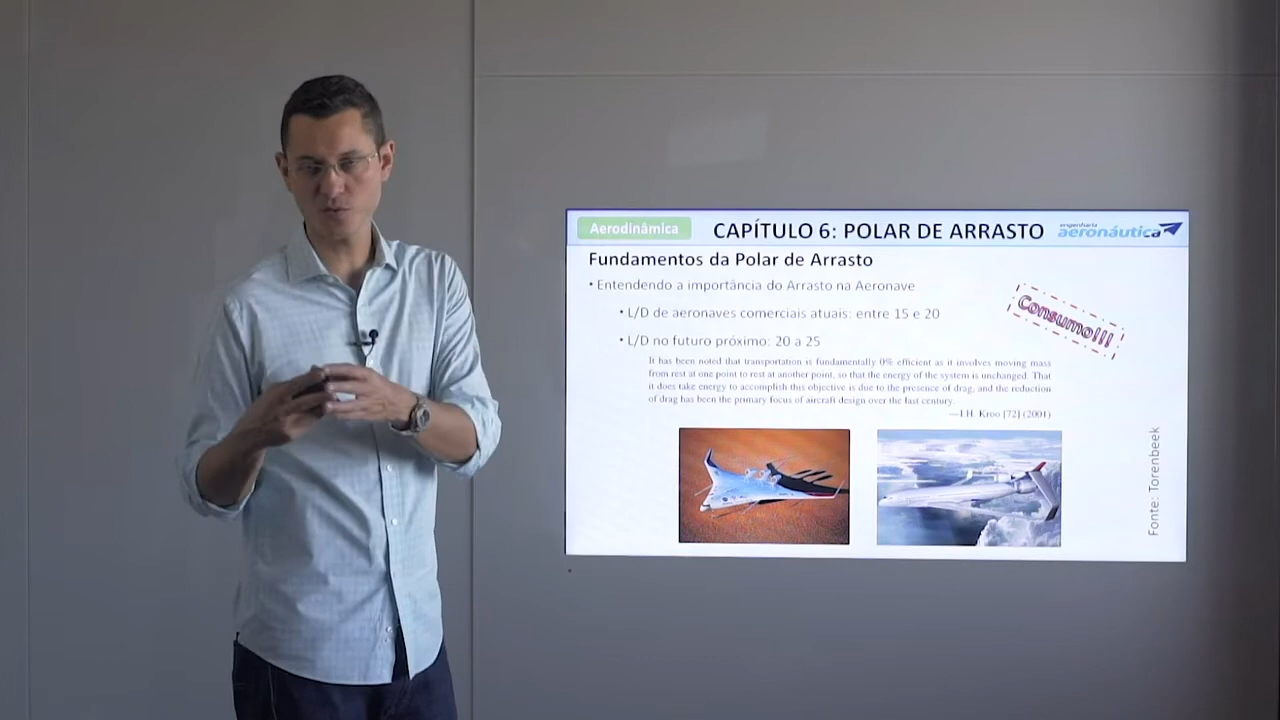 Aerodinâmica
CAPÍTULO 6: POLAR DE ARRASTO
engenharia
aeronáutica
Fundamentos da Polar de Arrasto
• Entendendo a importância do Arrasto na Aeronave
Consumo!!!
• L/D de aeronaves comerciais atuais: entre 15 e 20
• L/D no futuro próximo: 20 a 25
It has been noted that transportation is fundamentally 0% efficient as it involves moving mass
from rest at one point to rest at another point, so that the energy of the system is unchanged. That
it does take energy to accomplish this objective is due to the presence of drag, and the reduction
of drag has been the primary focus of aircraft design over the last century.
—I.H. Kroo [72] (2001)
Fonte: Torenbeek